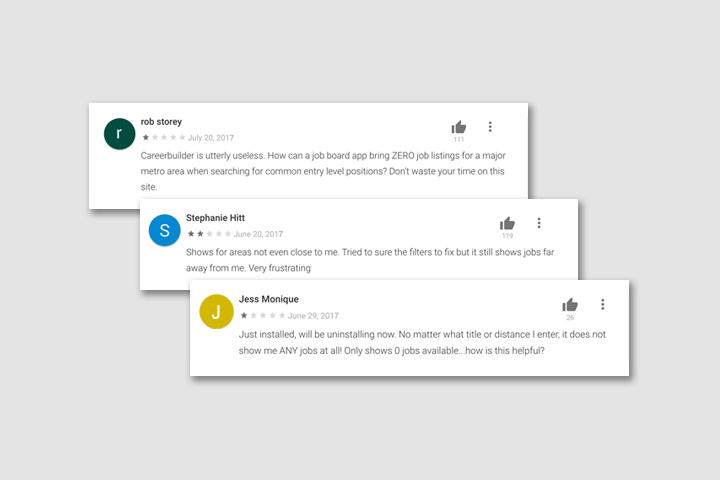 r
rob storey
July 20, 2017
111
Careerbuilder is utterly useless. How can a job board app bring ZERO job listings for a major
metro area when searching for common entry level positions? Don't waste your time on this
site.
S
Stephanie Hitt
June 20, 2017
119
Shows for areas not even close to me. Tried to sure the filters to fix but it still shows jobs far
away from me. Very frustrating
J
Jess Monique
June 29, 2017
26
Just installed, will be uninstalling now. No matter what title or distance I enter, it does not
show me ANY jobs at all! Only shows 0 jobs available...how is this helpful?